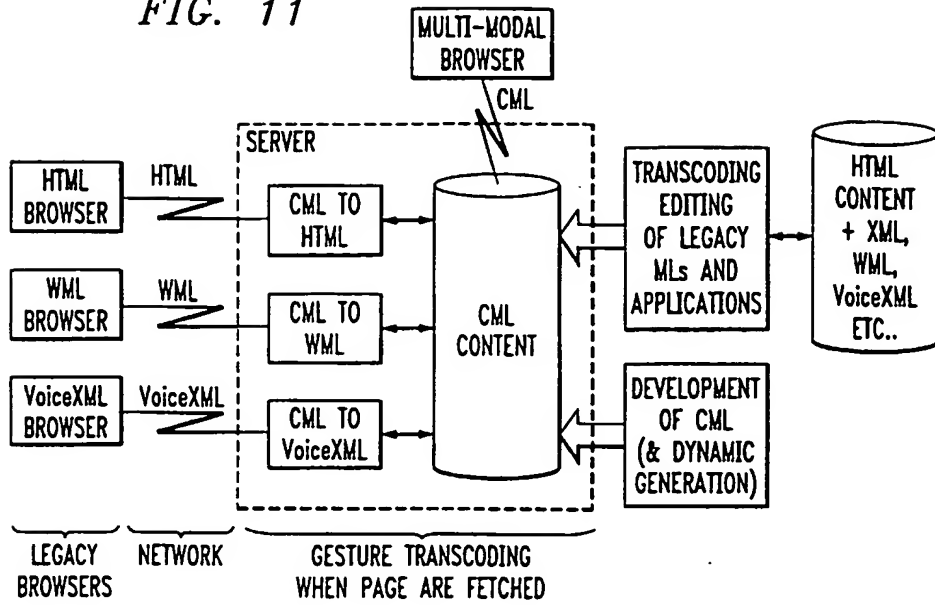 FIG. 11
MULTI-MODAL
BROWSER
CML
SERVER
HTML
BROWSER
HTML
CML TO
HTML
WML
BROWSER
WML
CML TO
WML
VoiceXML
BROWSER
VoiceXML
CML TO
VoiceXML
CML
CONTENT
TRANSCODING
EDITING
OF LEGACY
MLs AND
APPLICATIONS
HTML
CONTENT
+ XML,
WML,
VoiceXML
ETC..
DEVELOPMENT
OF CML
(& DYNAMIC
GENERATION)
LEGACY
BROWSERS
NETWORK
GESTURE TRANSCODING
WHEN PAGE ARE FETCHED